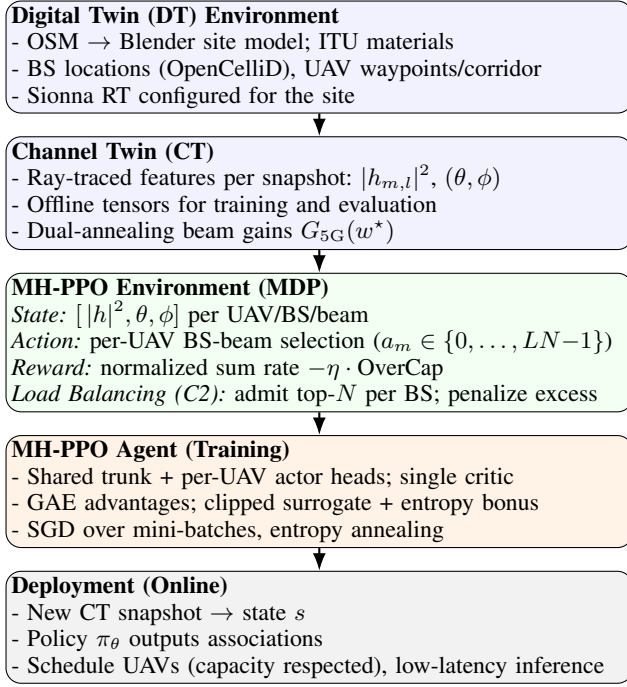 Digital Twin (DT) Environment
- OSM → Blender site model; ITU materials
- BS locations (OpenCelliD), UAV waypoints/corridor
- Sionna RT configured for the site
Channel Twin (CT)
- Ray-traced features per snapshot: |h_{m,l}|^2, (θ, ϕ)
- Offline tensors for training and evaluation
- Dual-annealing beam gains G_{5G}(w^⋆)
MH-PPO Environment (MDP)
State: [ |h|^2, θ, ϕ] per UAV/BS/beam
Action: per-UAV BS-beam selection (a_m ∈ {0, . . . , LN−1})
Reward: normalized sum rate −η · OverCap
Load Balancing (C2): admit top-N per BS; penalize excess
MH-PPO Agent (Training)
- Shared trunk + per-UAV actor heads; single critic
- GAE advantages; clipped surrogate + entropy bonus
- SGD over mini-batches, entropy annealing
Deployment (Online)
- New CT snapshot → state s
- Policy π_θ outputs associations
- Schedule UAVs (capacity respected), low-latency inference